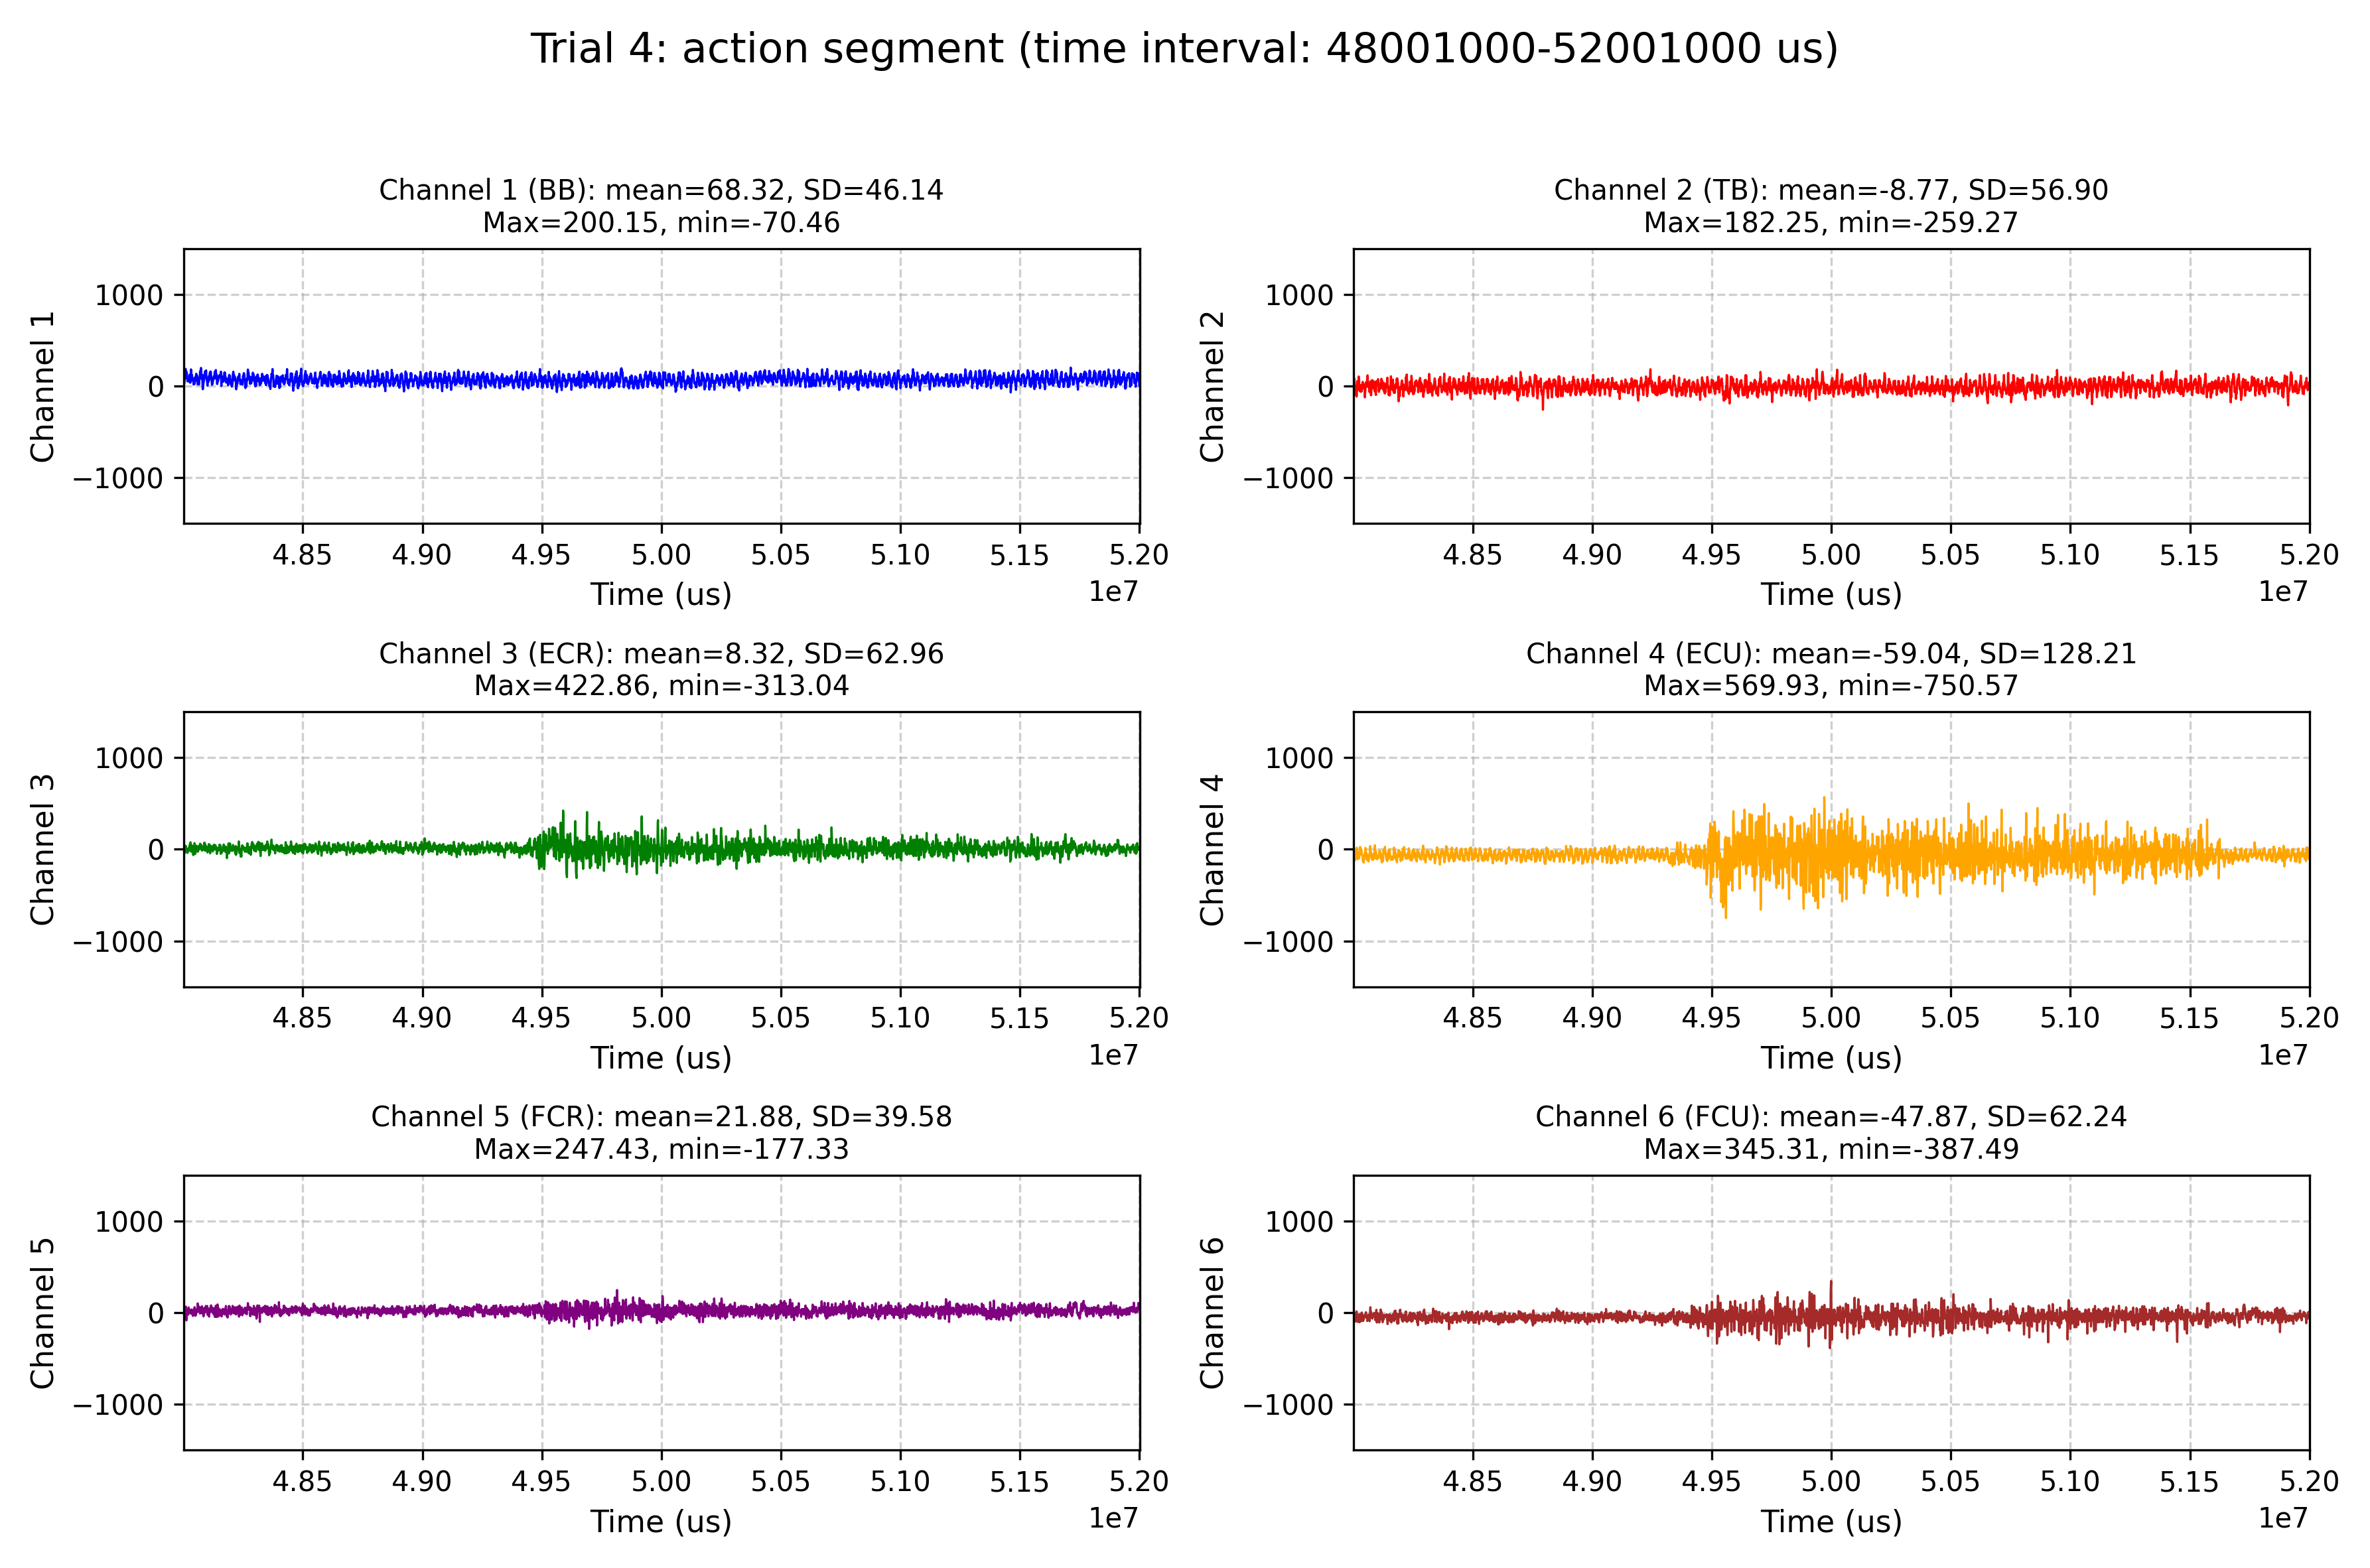 Trial 4: action segment (time interval: 48001000-52001000 us)
Channel 1 (BB): mean=68.32, SD=46.14
Max=200.15, min=-70.46
Channel 1
1000
0
−1000
4.85 4.90 4.95 5.00 5.05 5.10 5.15 5.20
Time (us)
1e7
Channel 2 (TB): mean=-8.77, SD=56.90
Max=182.25, min=-259.27
Channel 2
1000
0
−1000
4.85 4.90 4.95 5.00 5.05 5.10 5.15 5.20
Time (us)
1e7
Channel 3 (ECR): mean=8.32, SD=62.96
Max=422.86, min=-313.04
Channel 3
1000
0
−1000
4.85 4.90 4.95 5.00 5.05 5.10 5.15 5.20
Time (us)
1e7
Channel 4 (ECU): mean=-59.04, SD=128.21
Max=569.93, min=-750.57
Channel 4
1000
0
−1000
4.85 4.90 4.95 5.00 5.05 5.10 5.15 5.20
Time (us)
1e7
Channel 5 (FCR): mean=21.88, SD=39.58
Max=247.43, min=-177.33
Channel 5
1000
0
−1000
4.85 4.90 4.95 5.00 5.05 5.10 5.15 5.20
Time (us)
1e7
Channel 6 (FCU): mean=-47.87, SD=62.24
Max=345.31, min=-387.49
Channel 6
1000
0
−1000
4.85 4.90 4.95 5.00 5.05 5.10 5.15 5.20
Time (us)
1e7